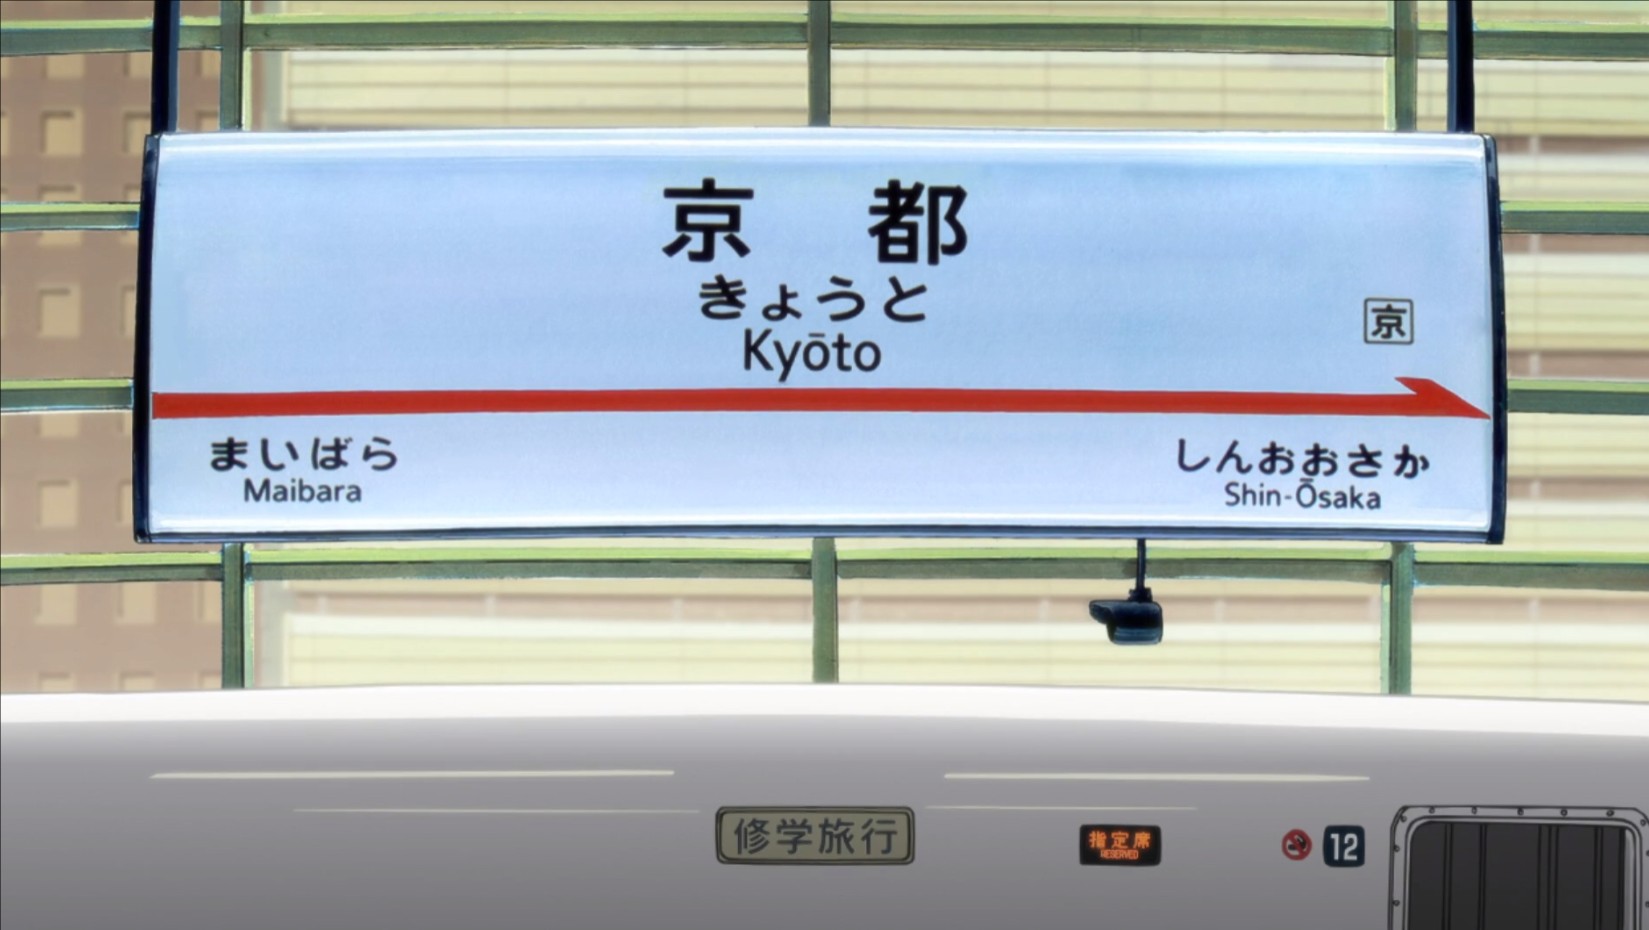 京都
きょうと
京
Kyōto
まいばら
しんおおさか
Maibara
Shin-Ōsaka
修学旅行
指定席
RESERVED
12